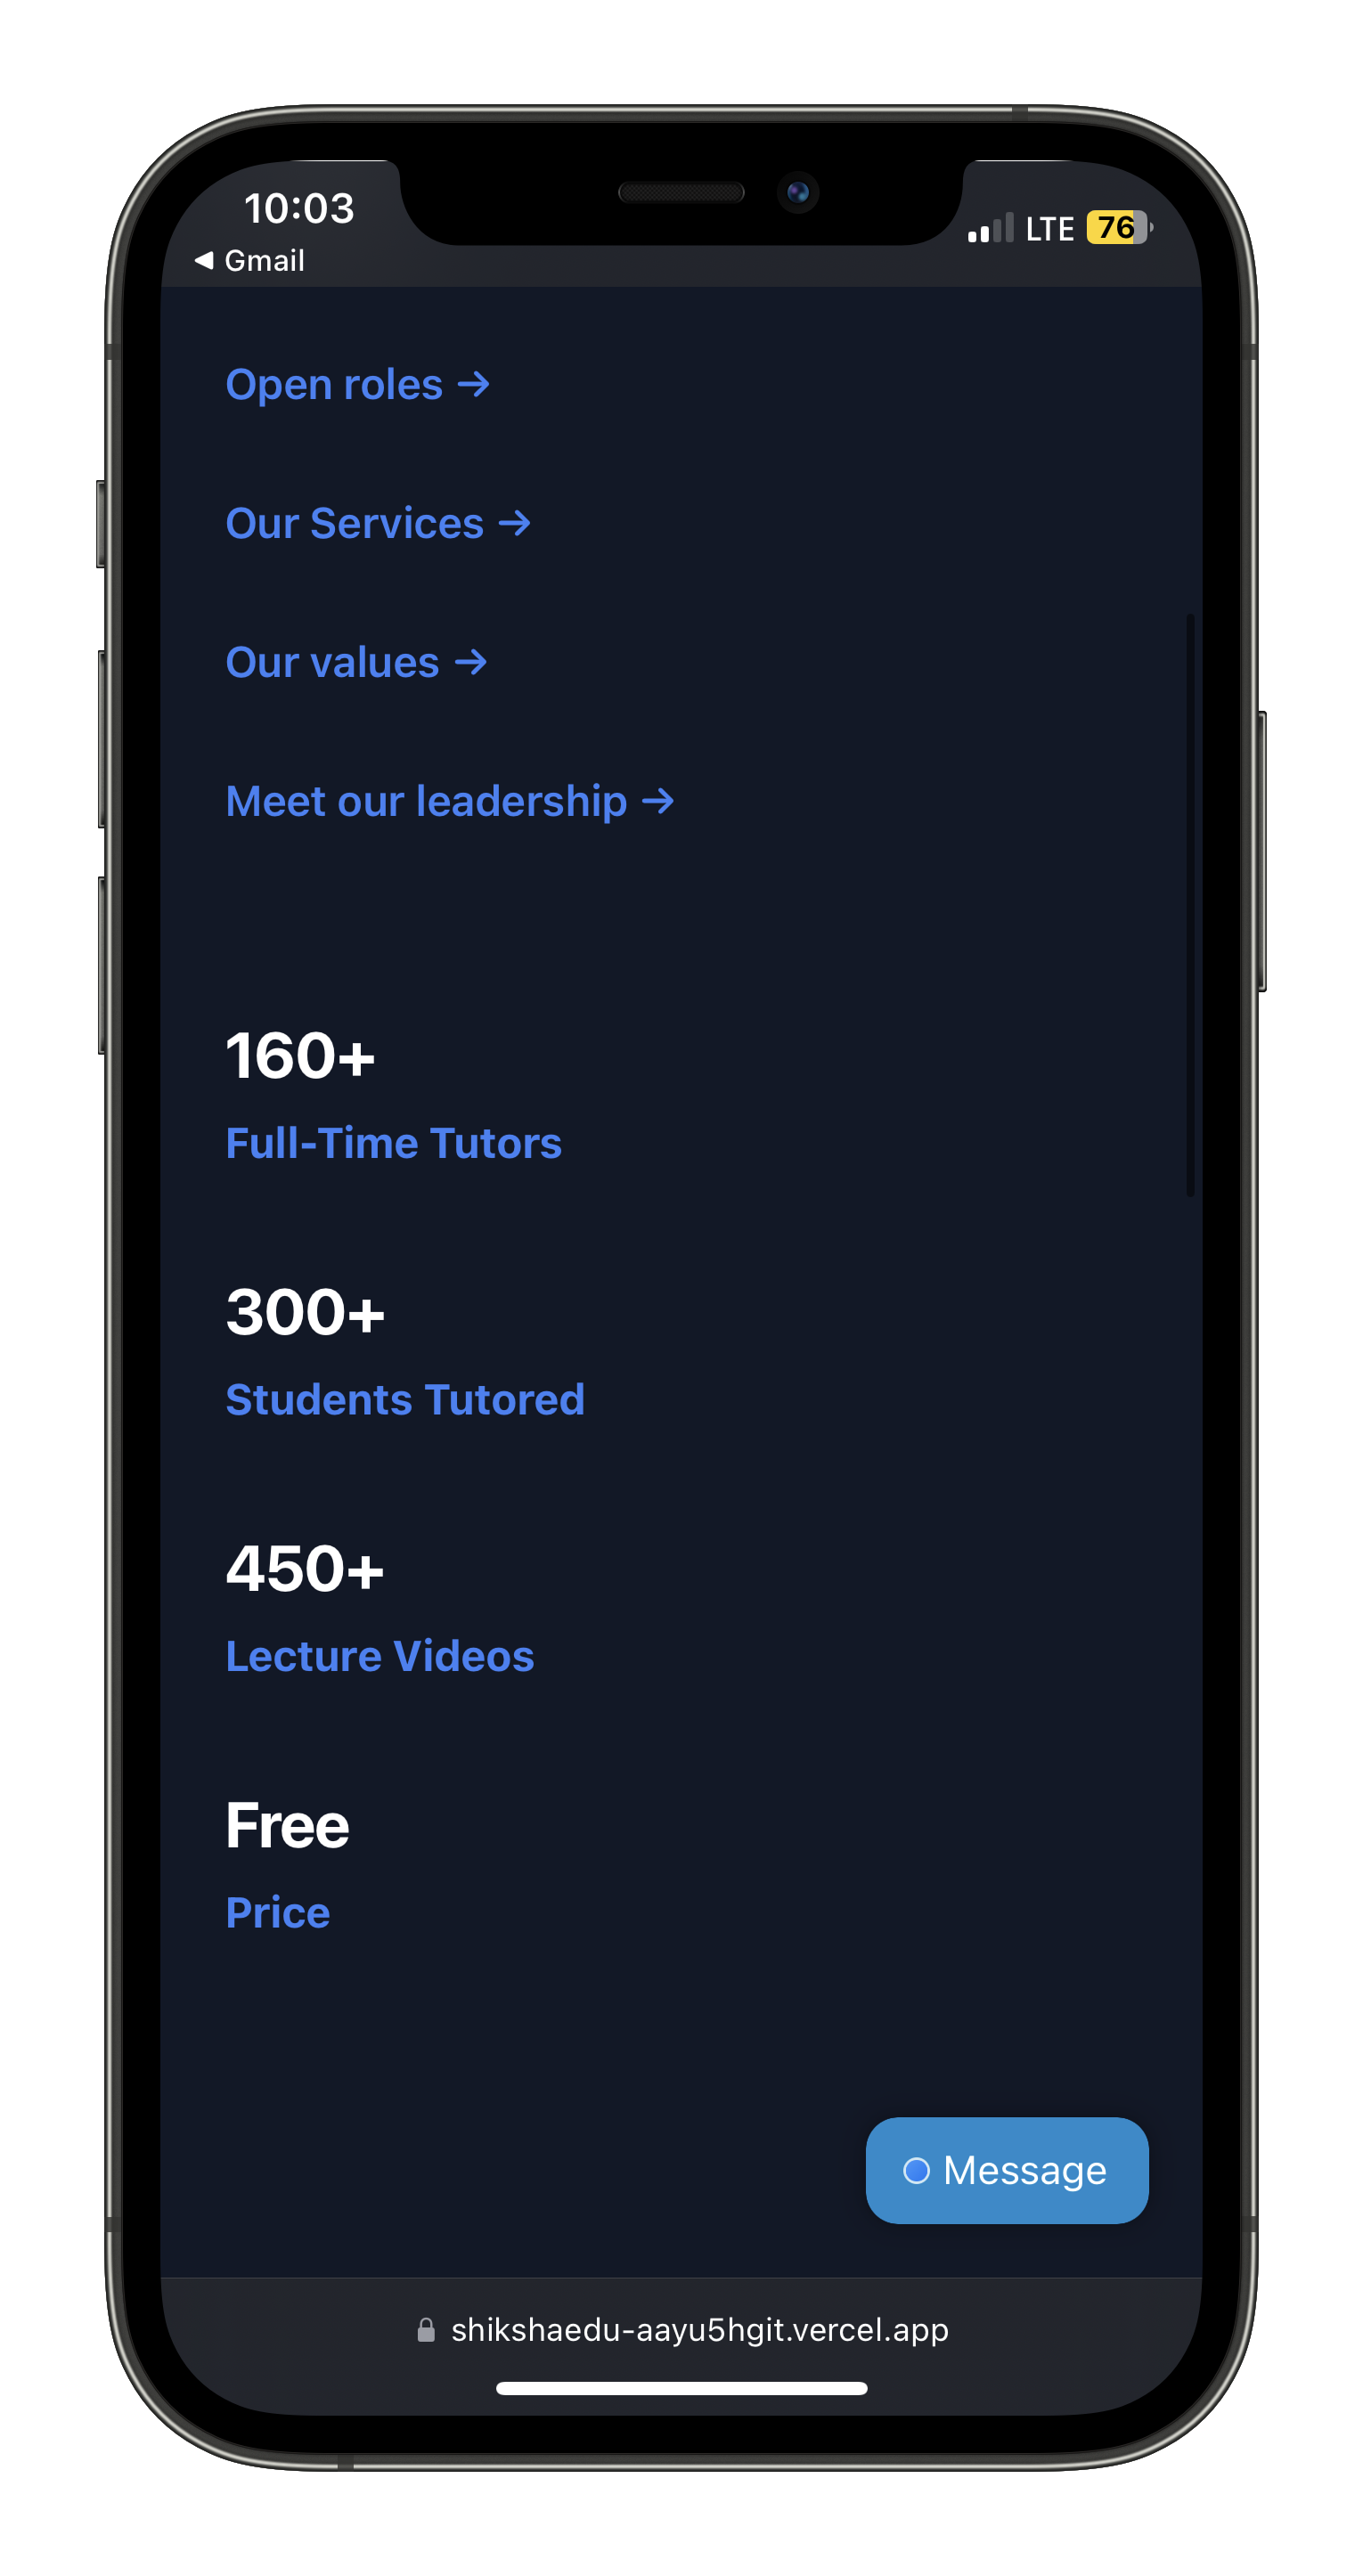 10:03
LTE 76
◀ Gmail
Open roles →
Our Services →
Our values →
Meet our leadership →
160+
Full-Time Tutors
300+
Students Tutored
450+
Lecture Videos
Free
Price
Message
shikshaedu-aayu5hgit.vercel.app